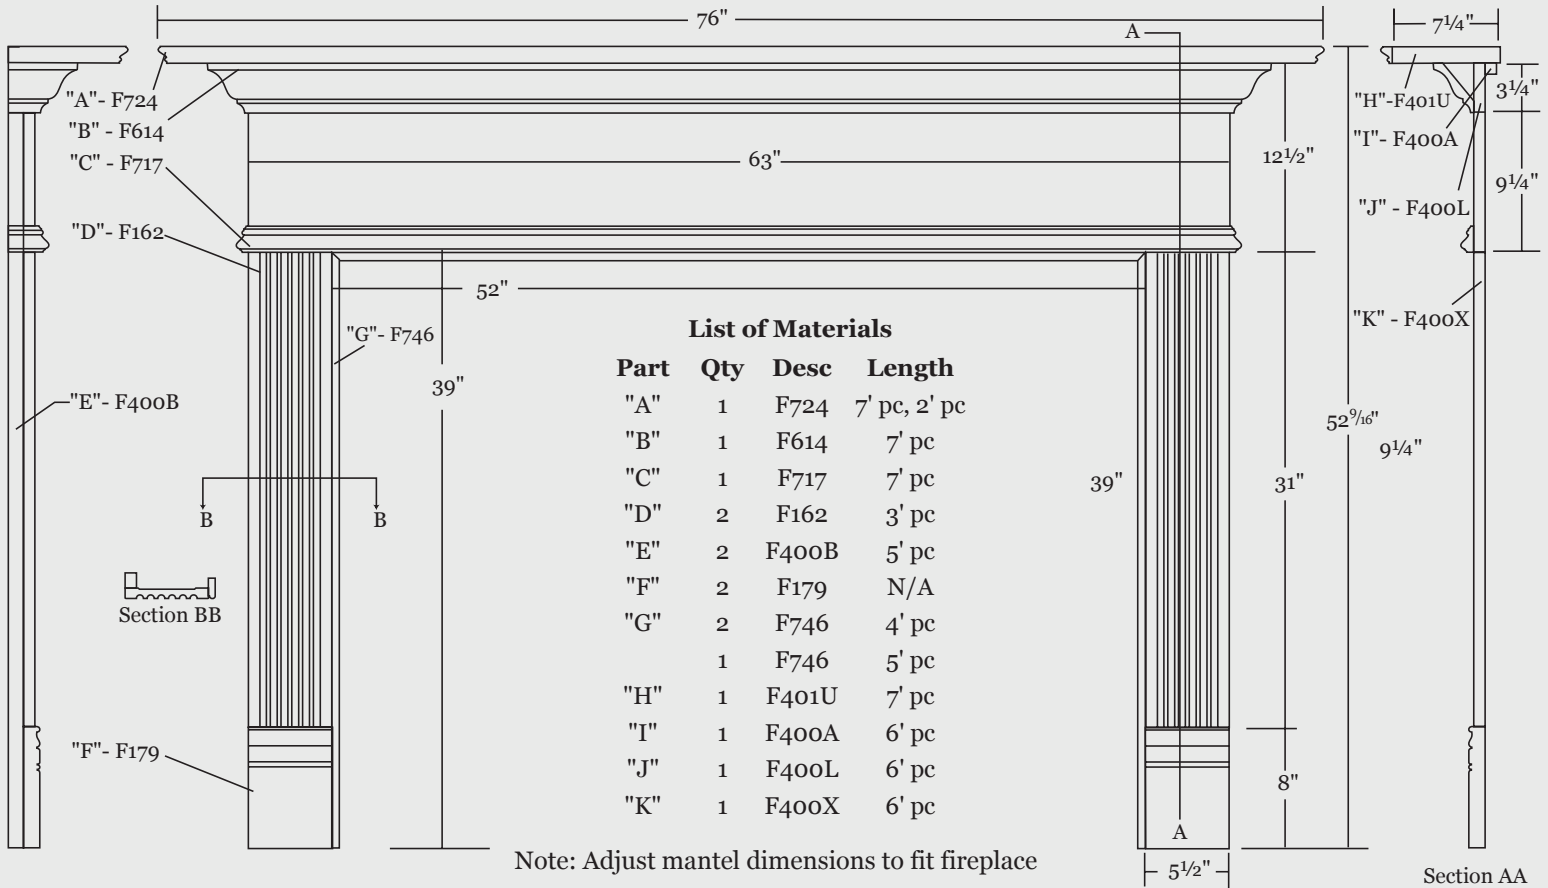 76"
A
7¼"
"A"- F724
"B" - F614
"C" - F717
"D"- F162
63"
12½"
"H"-F401U
3¼"
"I"- F400A
9¼"
"J" - F400L
52"
"G"- F746
39"
"K" - F400X
"E"- F400B
List of Materials
Part Qty Desc Length
"A" 1 F724 7' pc, 2' pc
"B" 1 F614 7' pc
"C" 1 F717 7' pc
"D" 2 F162 3' pc
"E" 2 F400B 5' pc
"F" 2 F179 N/A
"G" 2 F746 4' pc
1 F746 5' pc
"H" 1 F401U 7' pc
"I" 1 F400A 6' pc
"J" 1 F400L 6' pc
"K" 1 F400X 6' pc
52 9/16"
9¼"
39"
31"
B B
Section BB
"F"- F179
8"
A
Note: Adjust mantel dimensions to fit fireplace
5½"
Section AA